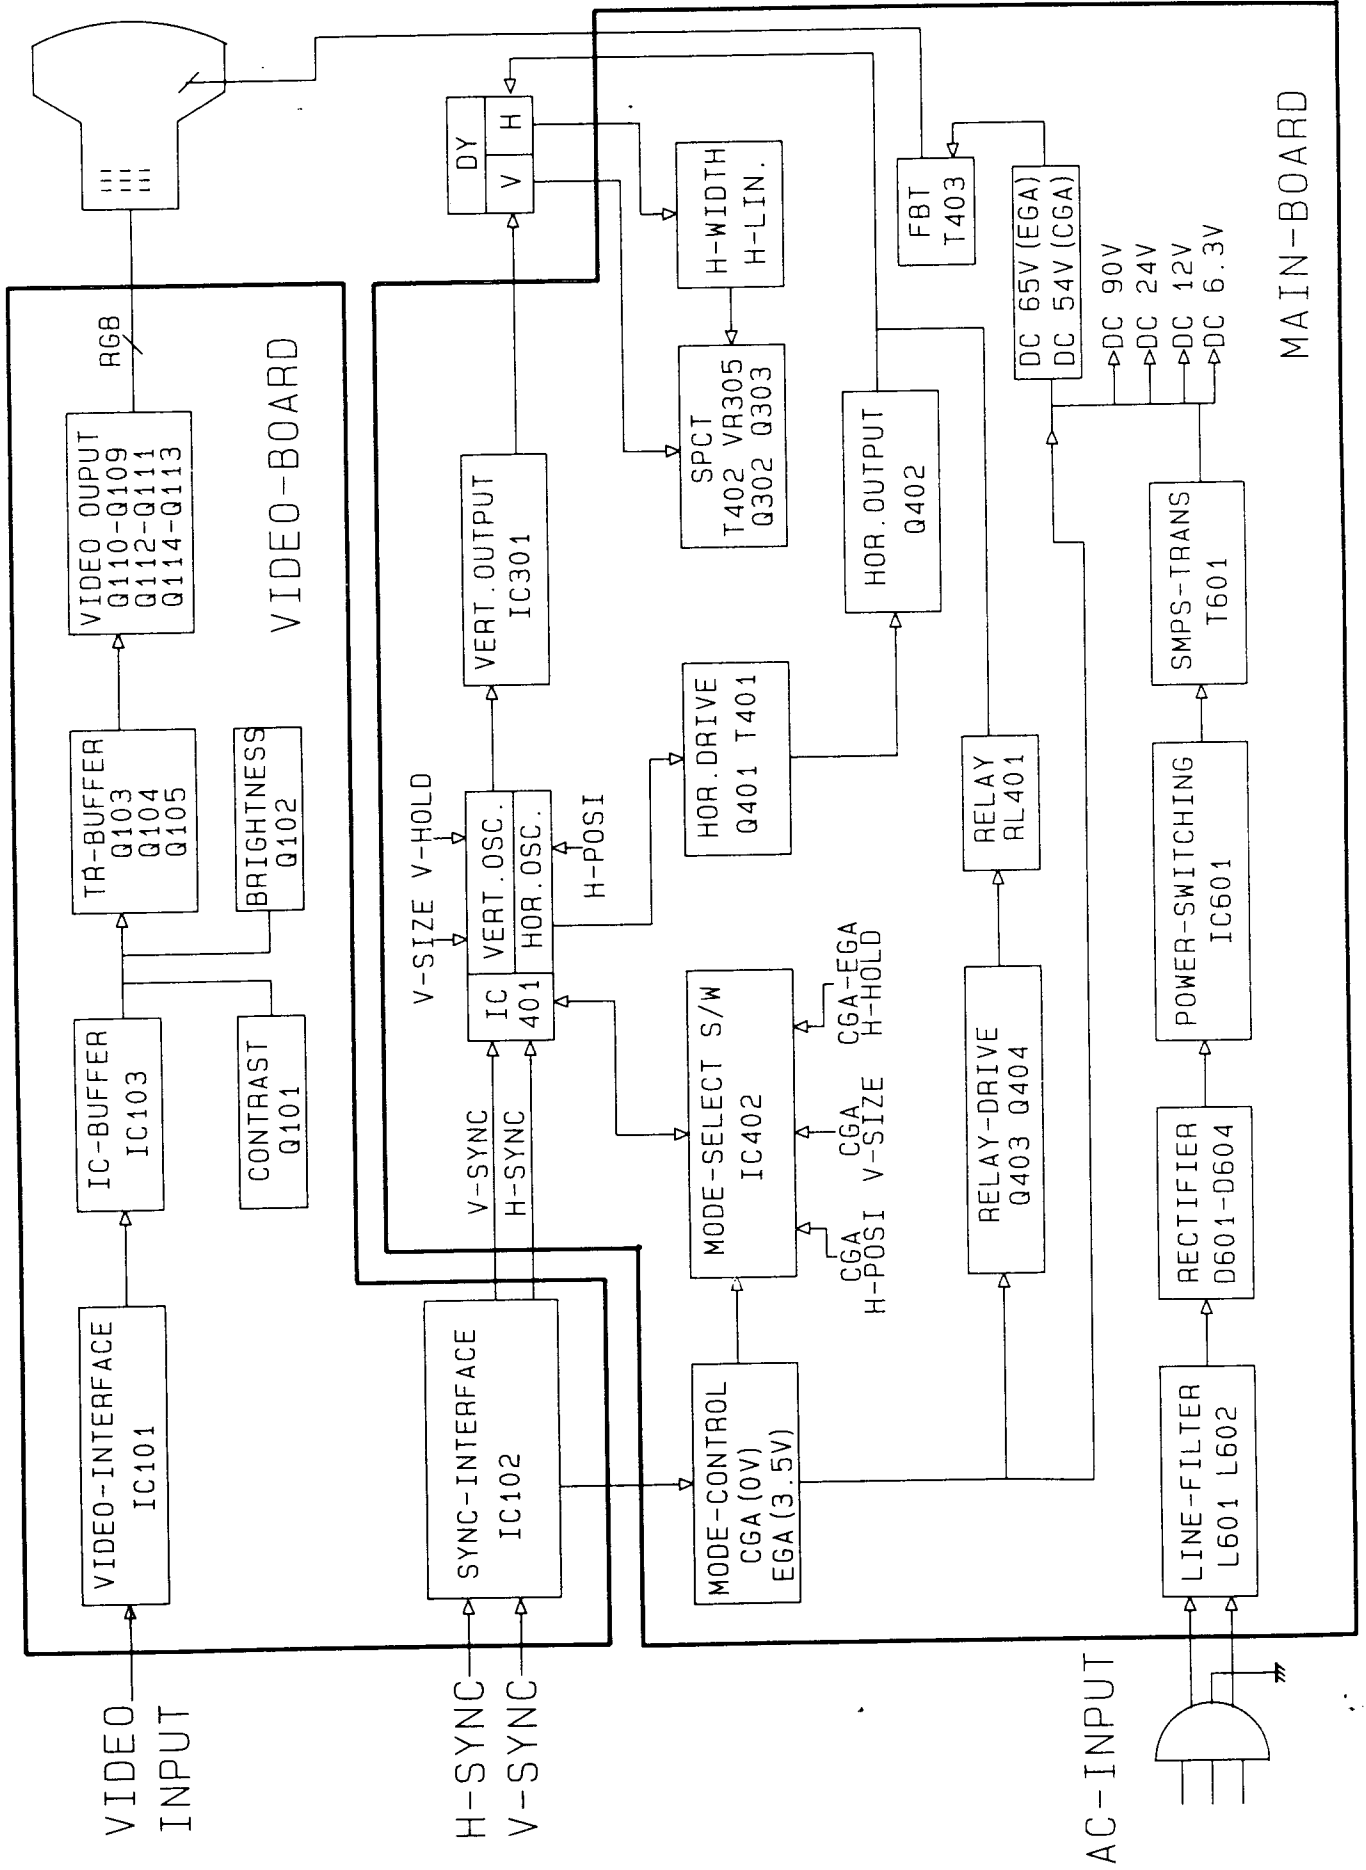 VIDEO
INPUT
VIDEO-INTERFACE
IC101
IC-BUFFER
IC103
CONTRAST
Q101
TR-BUFFER
Q103
Q104
Q105
BRIGHTNESS
Q102
VIDEO OUPUT
Q110-Q109
Q112-Q111
Q114-Q113
RGB
VIDEO-BOARD
H-SYNC
V-SYNC
SYNC-INTERFACE
IC102
V-SYNC
H-SYNC
V-SIZE V-HOLD
IC
401
VERT.OSC.
HOR.OSC.
H-POSI
VERT.OUTPUT
IC301
DY
V
H
MODE-CONTROL
CGA(0V)
EGA(3.5V)
MODE-SELECT S/W
IC402
CGA
H-POSI
CGA
V-SIZE
CGA-EGA
H-HOLD
HOR.DRIVE
Q401 T401
SPCT
T402 VR305
Q302 Q303
H-WIDTH
H-LIN.
HOR.OUTPUT
Q402
FBT
T403
RELAY-DRIVE
Q403 Q404
RELAY
RL401
DC 65V(EGA)
DC 54V(CGA)
DC 90V
DC 24V
DC 12V
DC 6.3V
AC-INPUT
LINE-FILTER
L601 L602
RECTIFIER
D601-D604
POWER-SWITCHING
IC601
SMPS-TRANS
T601
MAIN-BOARD